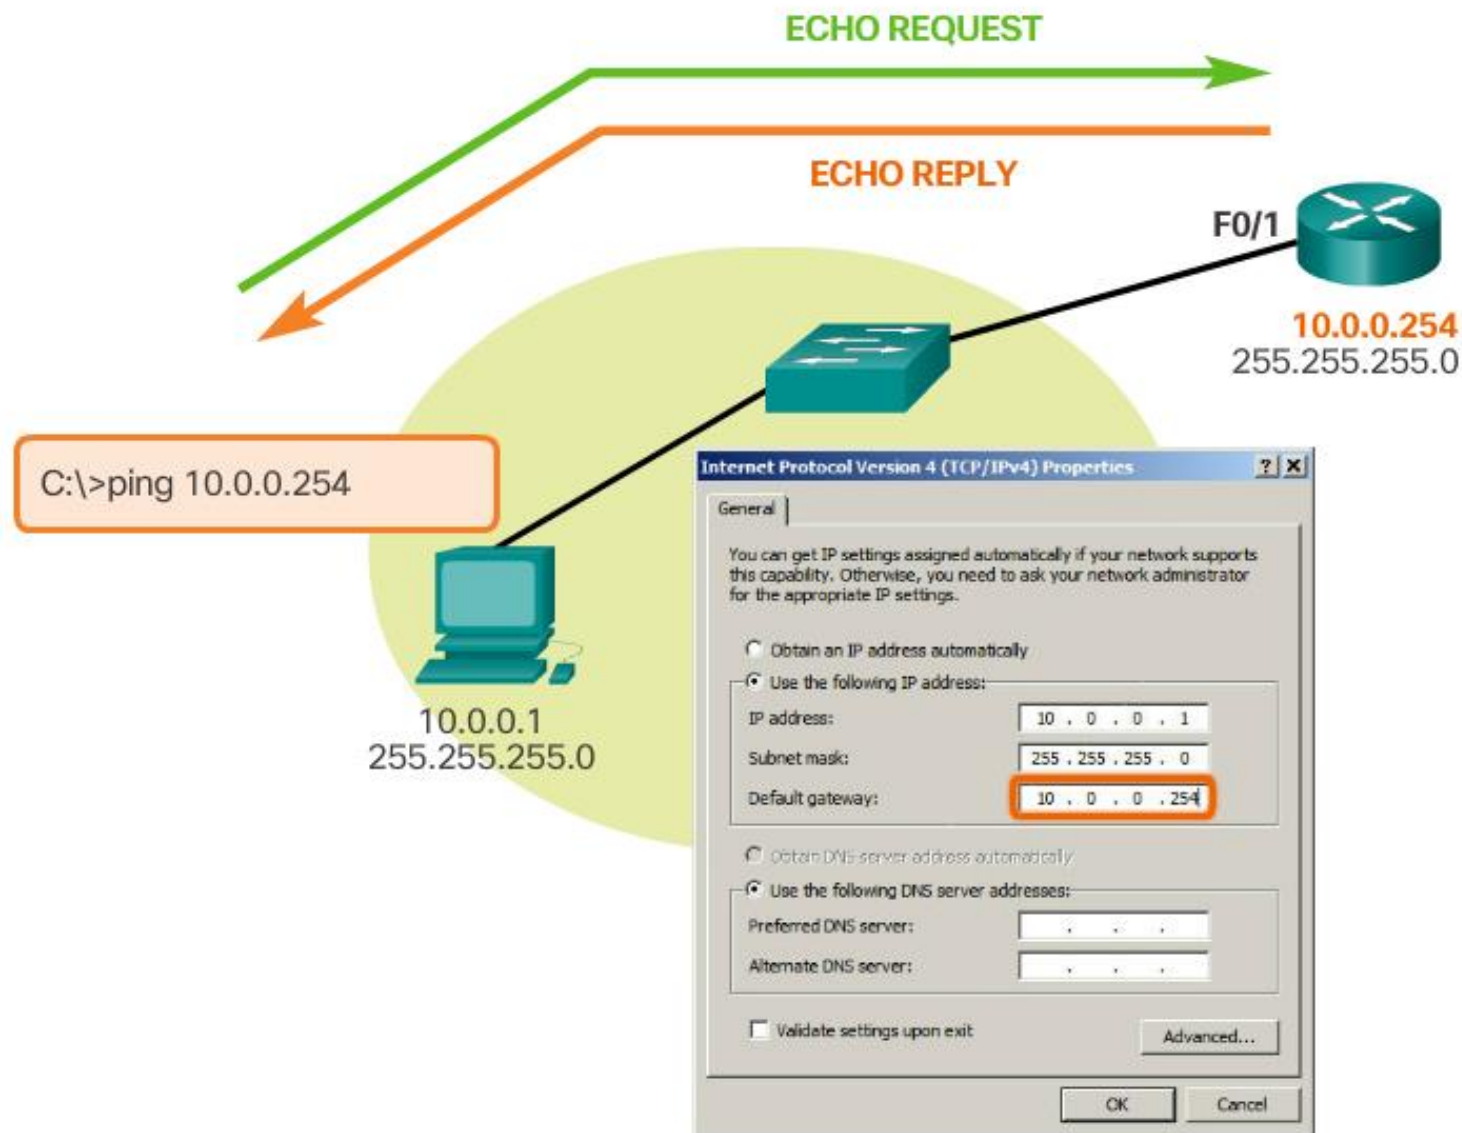 ECHO REQUEST
ECHO REPLY
F0/1
10.0.0.254
255.255.255.0
C:\>ping 10.0.0.254
10.0.0.1
255.255.255.0
Internet Protocol Version 4 (TCP/IPv4) Properties
General
You can get IP settings assigned automatically if your network supports
this capability. Otherwise, you need to ask your network administrator
for the appropriate IP settings.
Obtain an IP address automatically
Use the following IP address:
IP address: 10 . 0 . 0 . 1
Subnet mask: 255 . 255 . 255 . 0
Default gateway: 10 . 0 . 0 . 254
Obtain DNS server address automatically
Use the following DNS server addresses:
Preferred DNS server: . . .
Alternate DNS server: . . .
Validate settings upon exit
Advanced...
OK Cancel